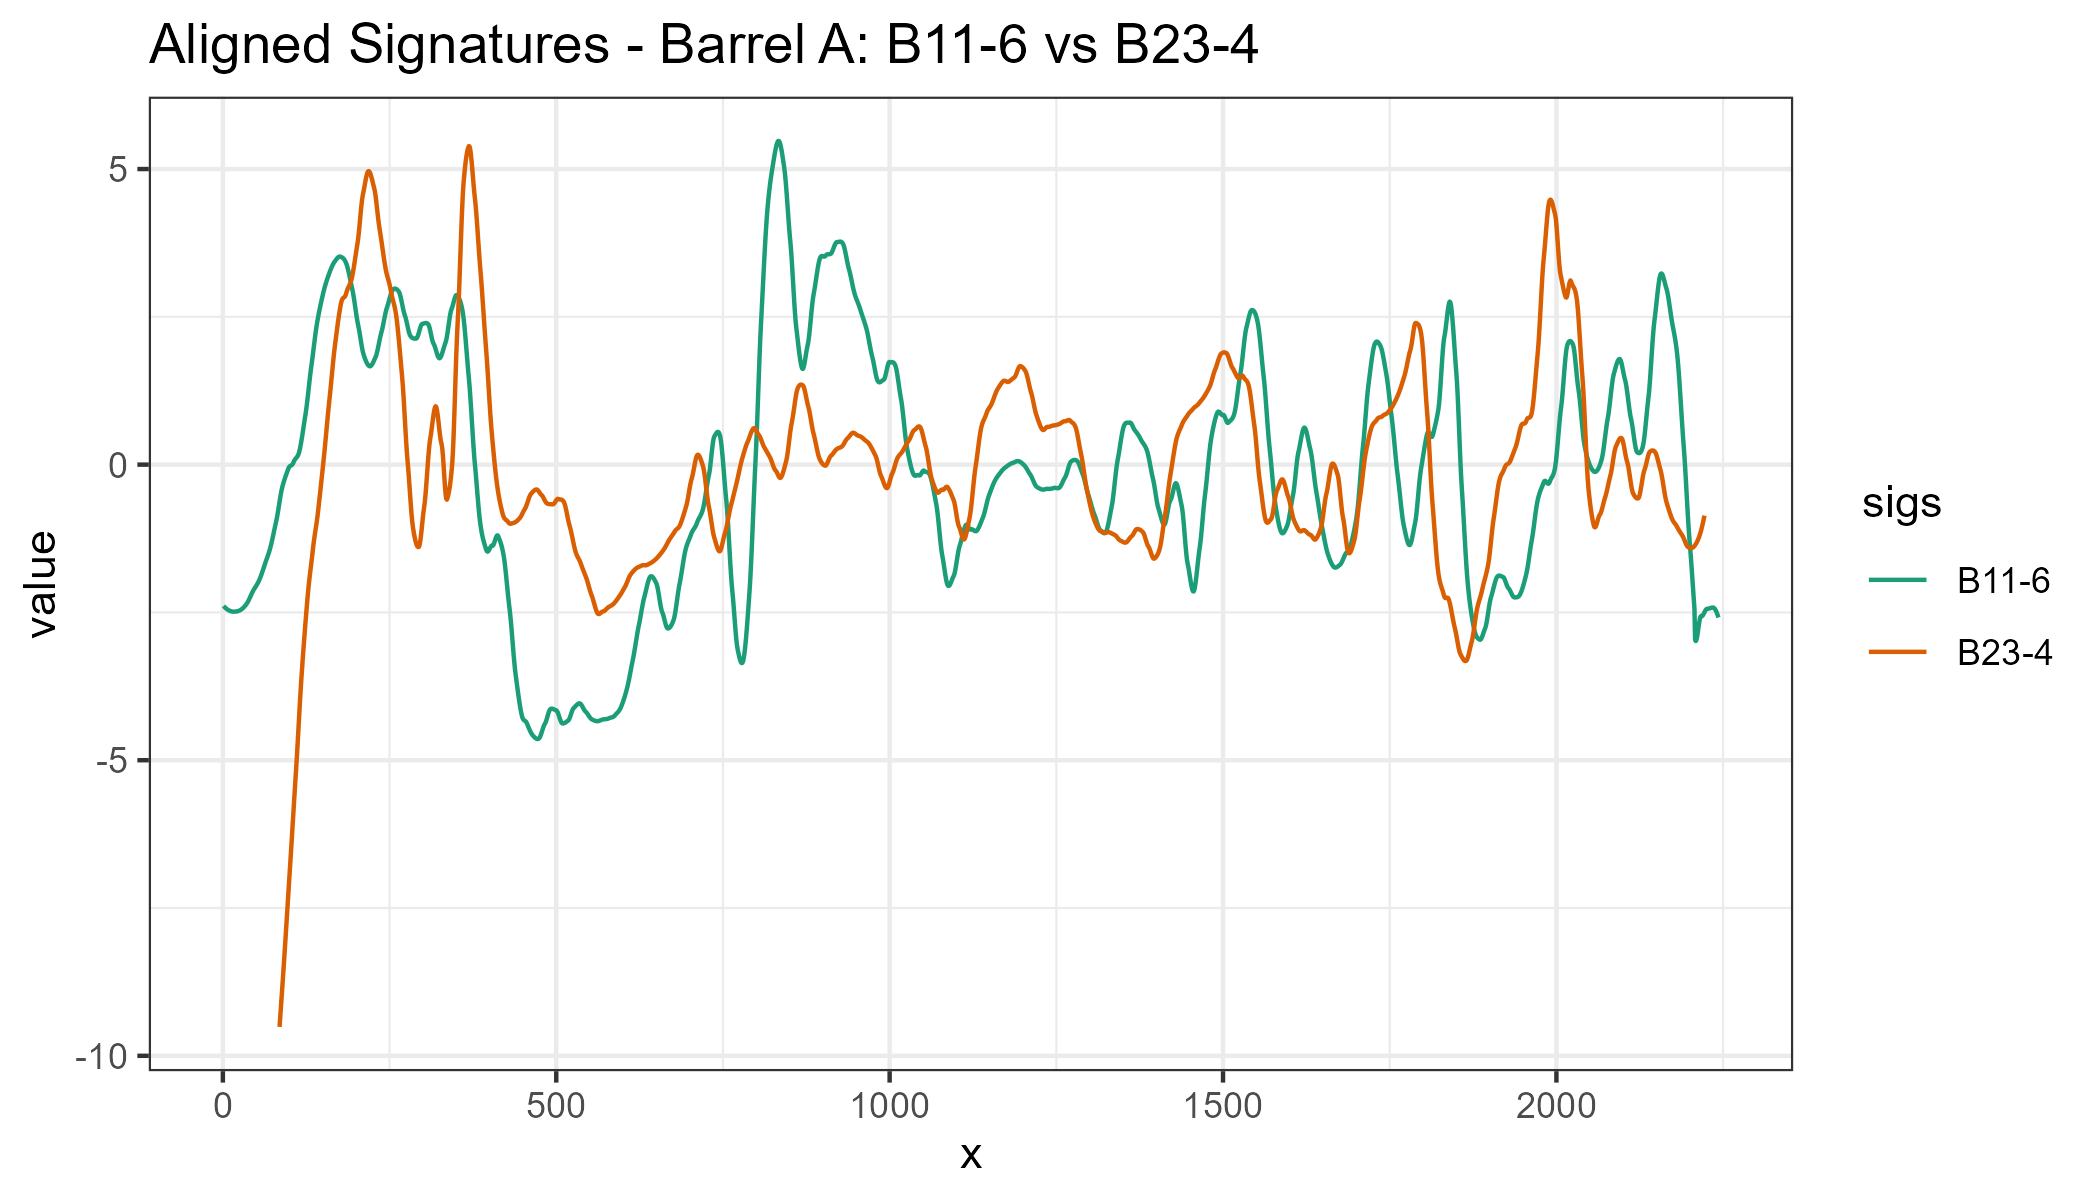 Aligned Signatures - Barrel A: B11-6 vs B23-4
5
0
-5
-10
value
0 500 1000 1500 2000
x
sigs
B11-6
B23-4